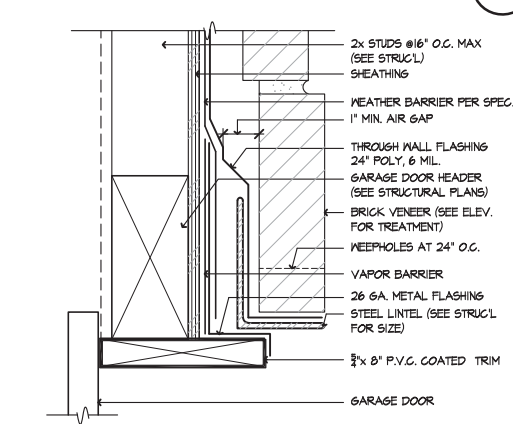 2x STUDS @16" O.C. MAX
(SEE STRUC'L)
SHEATHING
WEATHER BARRIER PER SPEC.
1" MIN. AIR GAP
THROUGH WALL FLASHING
24" POLY, 6 MIL.
GARAGE DOOR HEADER
(SEE STRUCTURAL PLANS)
BRICK VENEER (SEE ELEV.
FOR TREATMENT)
WEEPHOLES AT 24" O.C.
VAPOR BARRIER
26 GA. METAL FLASHING
STEEL LINTEL (SEE STRUC'L
FOR SIZE)
5/4"x 8" P.V.C. COATED TRIM
GARAGE DOOR